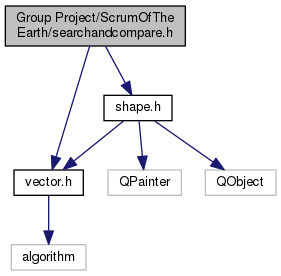 Group Project/ScrumOfThe
Earth/searchandcompare.h
shape.h
vector.h
QPainter
QObject
algorithm